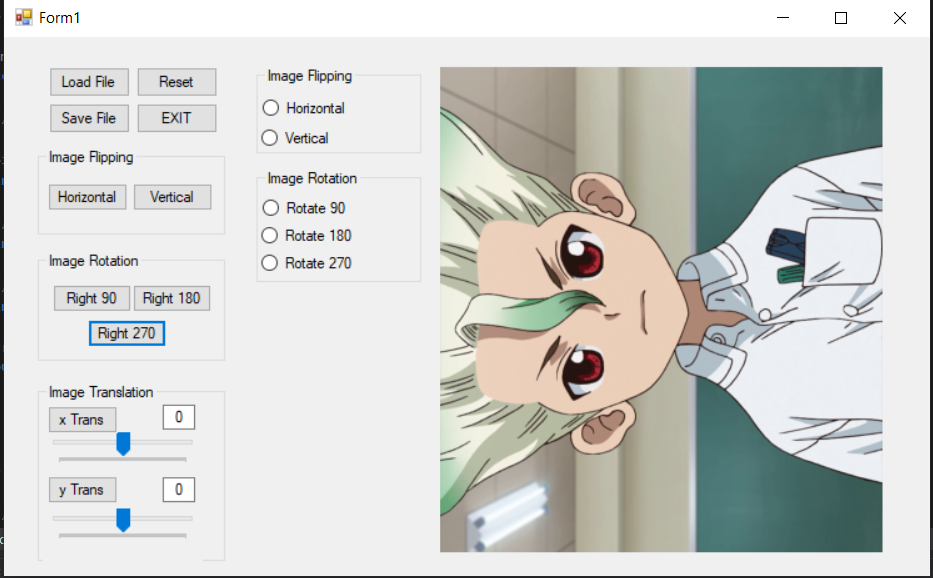 Form1
Load File Reset
Save File EXIT
Image Flipping
Horizontal Vertical
Image Rotation
Right 90 Right 180
Right 270
Image Translation
x Trans 0
y Trans 0
Image Flipping
Horizontal
Vertical
Image Rotation
Rotate 90
Rotate 180
Rotate 270